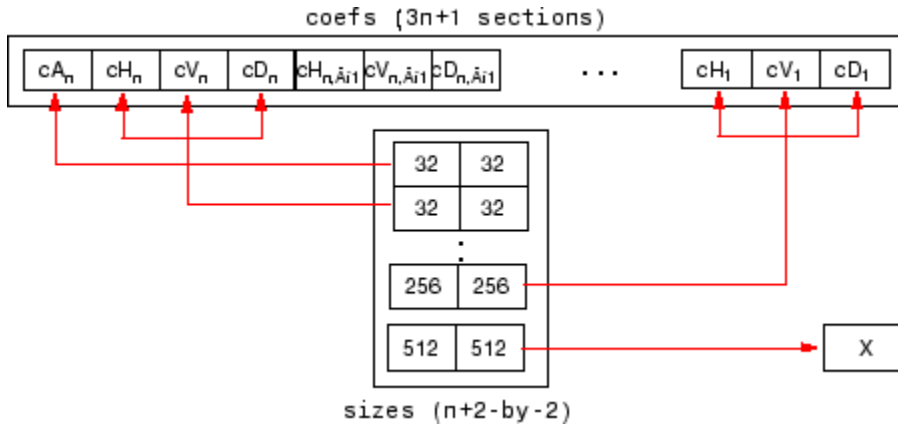 coefs (3n+1 sections)
cAₙ cHₙ cVₙ cDₙ cHₙ,Äi1 cVₙ,Äi1 cDₙ,Äi1 ... cH₁ cV₁ cD₁
32 32
32 32
:
256 256
512 512 X
sizes (n+2-by-2)